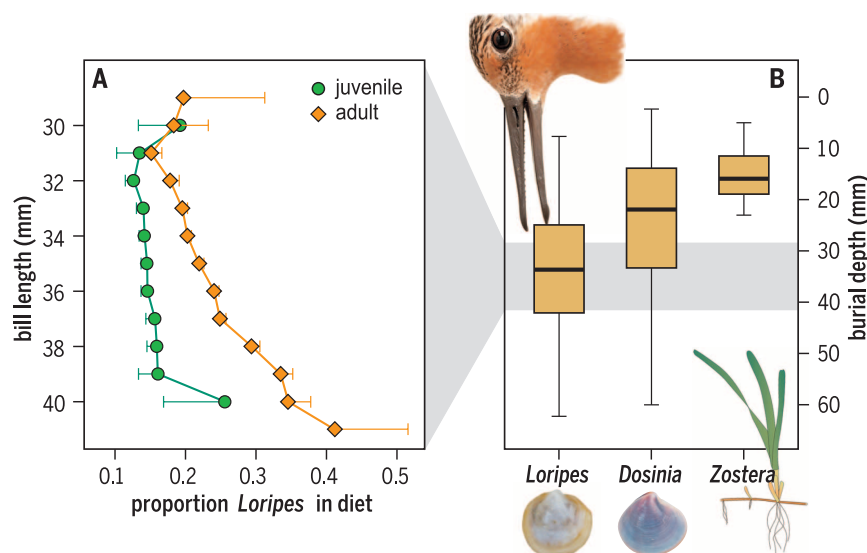 A
juvenile
adult
bill length (mm)
30
32
34
36
38
40
0.1 0.2 0.3 0.4 0.5
proportion Loripes in diet
B
0
10
20
30
40
50
60
burial depth (mm)
Loripes Dosinia Zostera